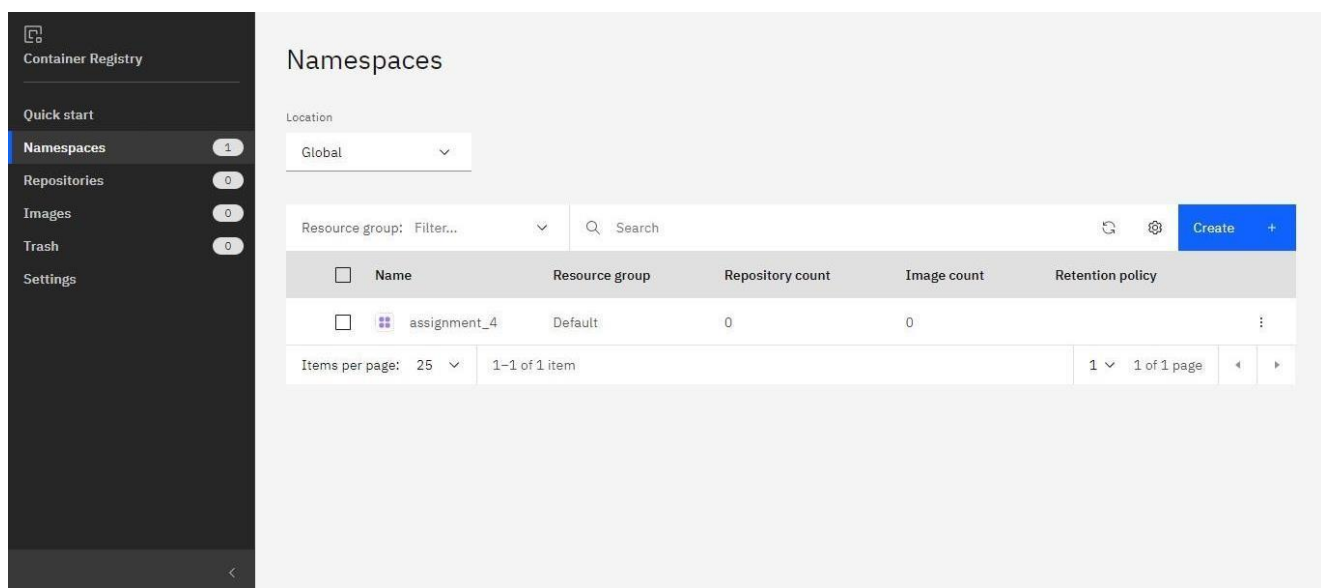 Container Registry
Quick start
Namespaces 1
Repositories 0
Images 0
Trash 0
Settings
Namespaces
Location
Global
Resource group: Filter... Search Create +
Name Resource group Repository count Image count Retention policy
assignment_4 Default 0 0
Items per page: 25 1–1 of 1 item 1 1 of 1 page